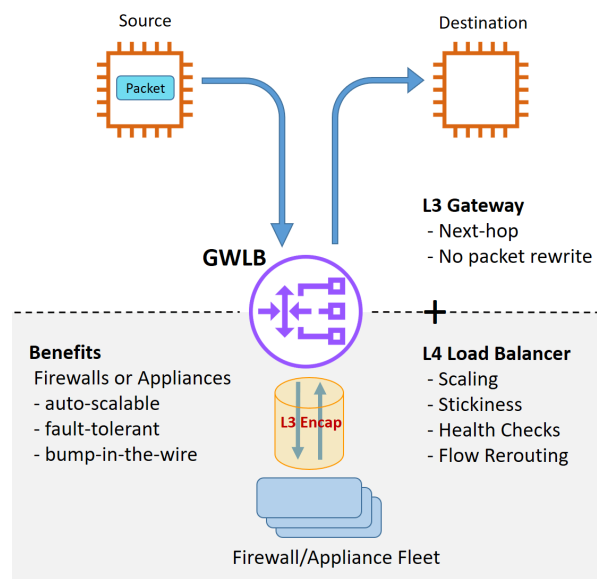 Source
Destination
Packet
L3 Gateway
- Next-hop
- No packet rewrite
GWLB
+
Benefits
Firewalls or Appliances
- auto-scalable
- fault-tolerant
- bump-in-the-wire
L4 Load Balancer
- Scaling
- Stickiness
- Health Checks
- Flow Rerouting
L3 Encap
Firewall/Appliance Fleet